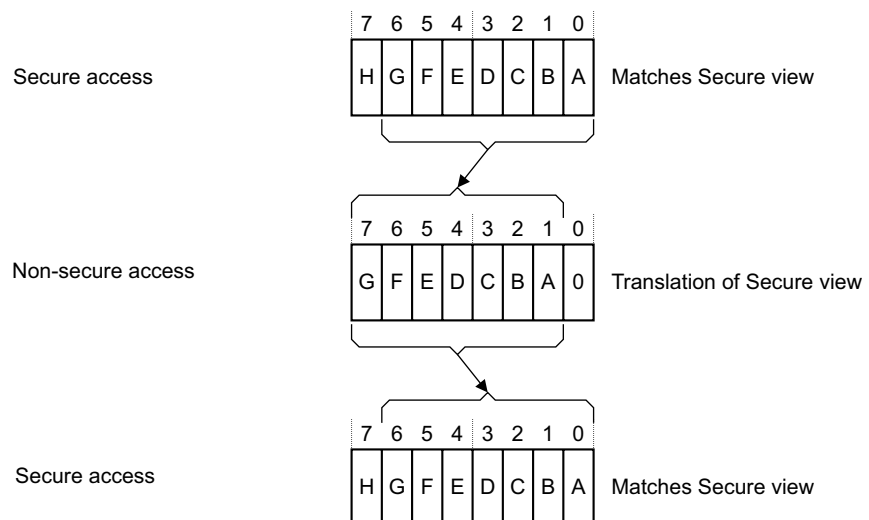 7 6 5 4 3 2 1 0
Secure access H G F E D C B A Matches Secure view
7 6 5 4 3 2 1 0
Non-secure access G F E D C B A 0 Translation of Secure view
7 6 5 4 3 2 1 0
Secure access H G F E D C B A Matches Secure view